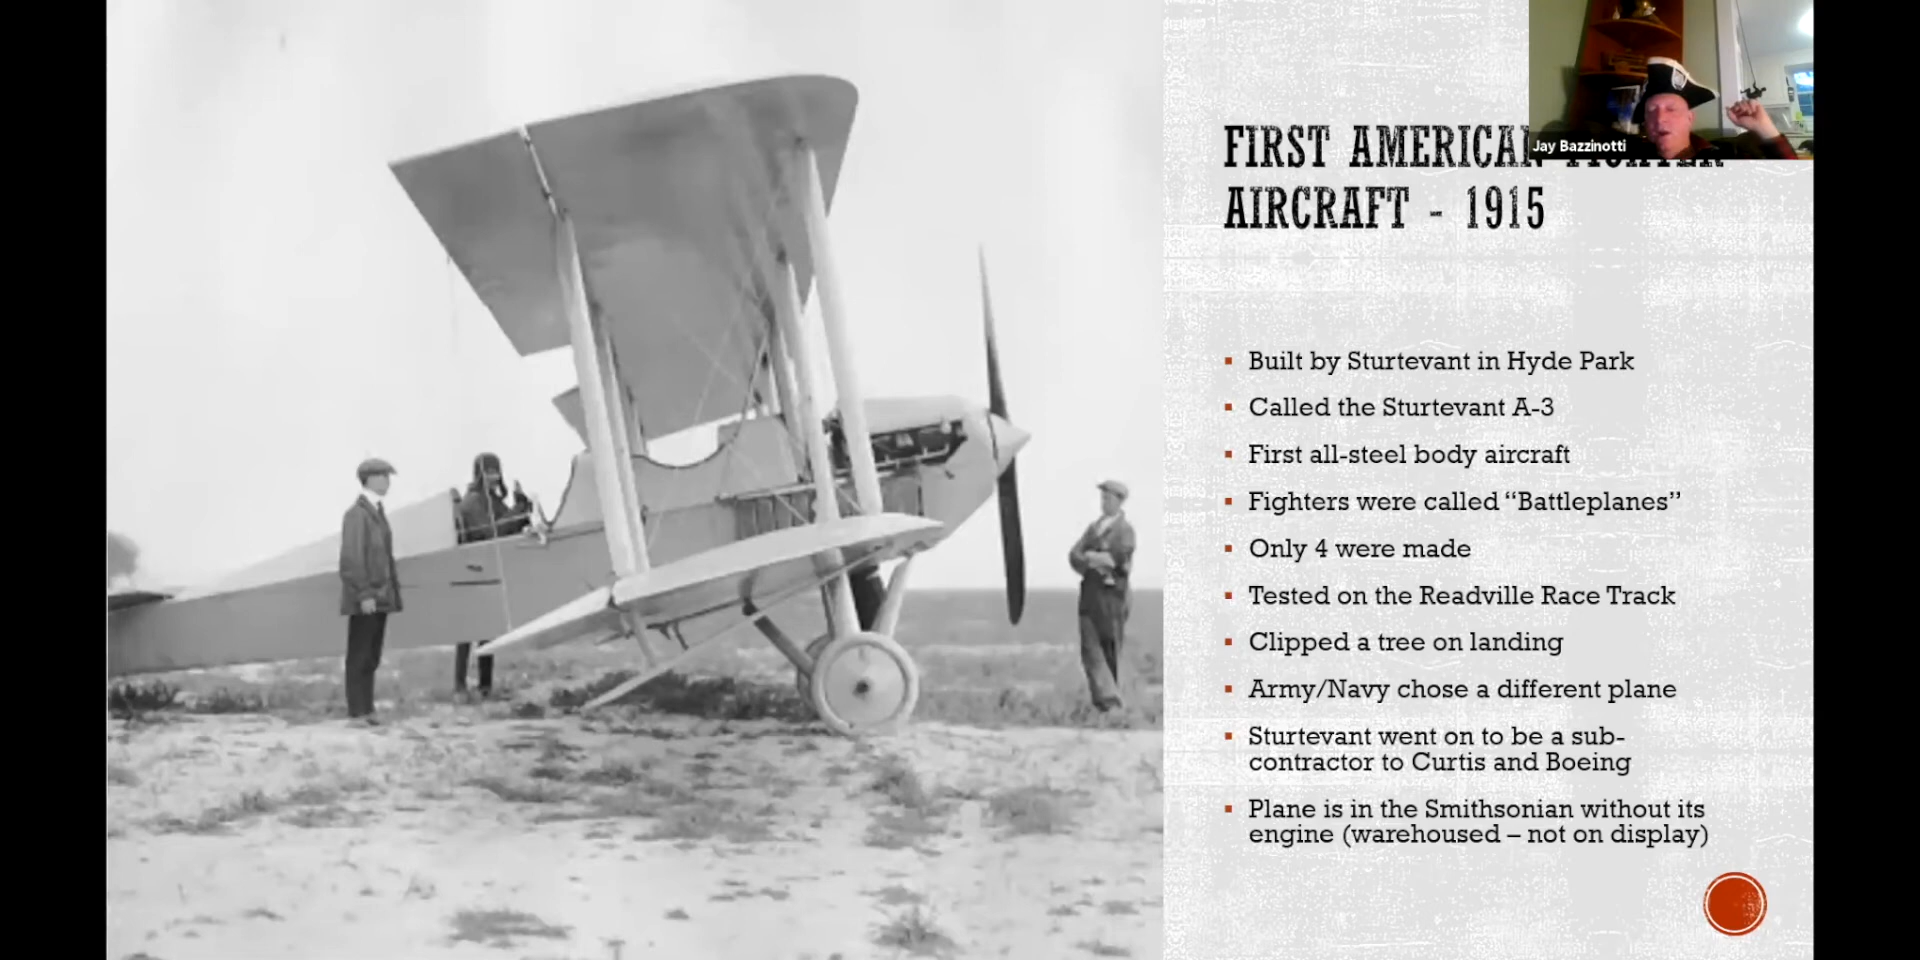 Jay Bazzinotti
FIRST AMERICAN FIGHTER
AIRCRAFT - 1915
Built by Sturtevant in Hyde Park
Called the Sturtevant A-3
First all-steel body aircraft
Fighters were called “Battleplanes”
Only 4 were made
Tested on the Readville Race Track
Clipped a tree on landing
Army/Navy chose a different plane
Sturtevant went on to be a sub-
contractor to Curtis and Boeing
Plane is in the Smithsonian without its
engine (warehoused – not on display)